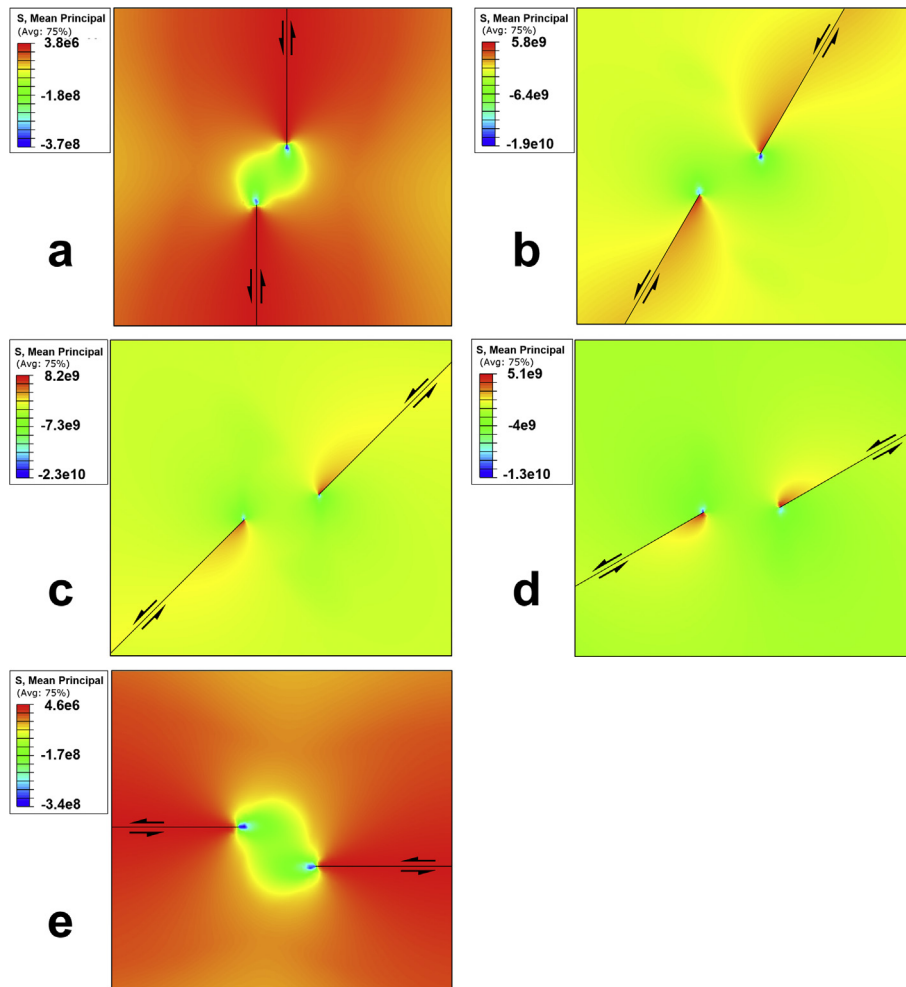 S, Mean Principal
(Avg: 75%)
3.8e6
-1.8e8
-3.7e8
a
S, Mean Principal
(Avg: 75%)
5.8e9
-6.4e9
-1.9e10
b
S, Mean Principal
(Avg: 75%)
8.2e9
-7.3e9
-2.3e10
c
S, Mean Principal
(Avg: 75%)
5.1e9
-4e9
-1.3e10
d
S, Mean Principal
(Avg: 75%)
4.6e6
-1.7e8
-3.4e8
e